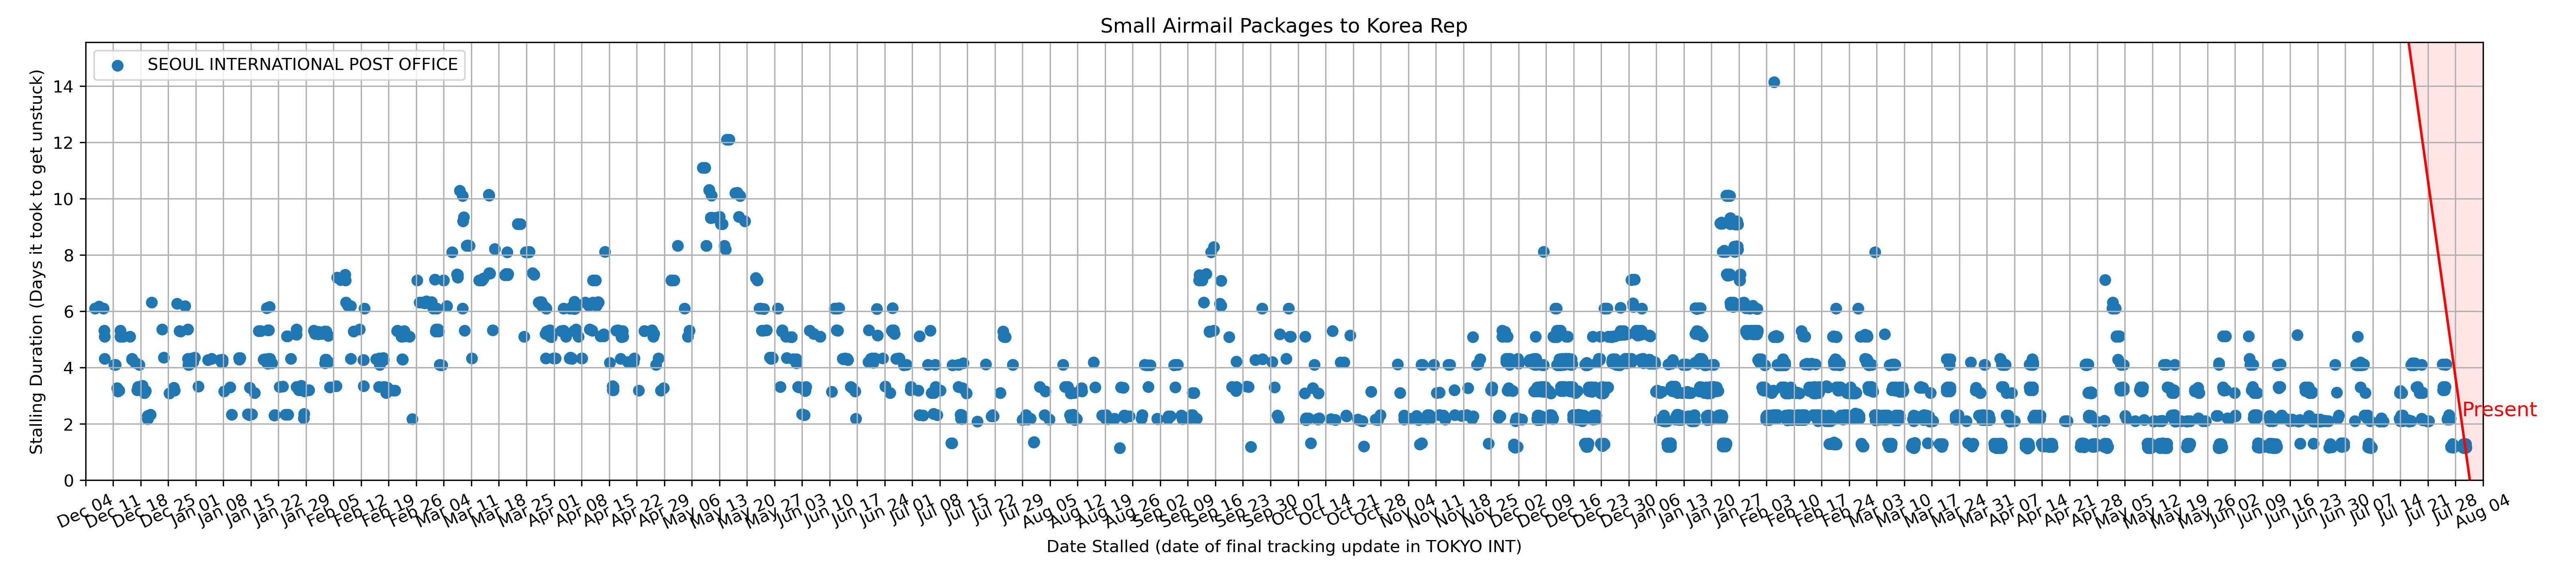 Small Airmail Packages to Korea Rep
SEOUL INTERNATIONAL POST OFFICE
Stalling Duration (Days it took to get unstuck)
14
12
10
8
6
4
2
0
Present
Dec 04
Dec 11
Dec 18
Dec 25
Jan 01
Jan 08
Jan 15
Jan 22
Jan 29
Feb 05
Feb 12
Feb 19
Feb 26
Mar 04
Mar 11
Mar 18
Mar 25
Apr 01
Apr 08
Apr 15
Apr 22
Apr 29
May 06
May 13
May 20
May 27
Jun 03
Jun 10
Jun 17
Jun 24
Jul 01
Jul 08
Jul 15
Jul 22
Jul 29
Aug 05
Aug 12
Aug 19
Aug 26
Sep 02
Sep 09
Sep 16
Sep 23
Sep 30
Oct 07
Oct 14
Oct 21
Oct 28
Nov 04
Nov 11
Nov 18
Nov 25
Dec 02
Dec 09
Dec 16
Dec 23
Dec 30
Jan 06
Jan 13
Jan 20
Jan 27
Feb 03
Feb 10
Feb 17
Feb 24
Mar 03
Mar 10
Mar 17
Mar 24
Mar 31
Apr 07
Apr 14
Apr 21
Apr 28
May 05
May 12
May 19
May 26
Jun 02
Jun 09
Jun 16
Jun 23
Jun 30
Jul 07
Jul 14
Jul 21
Jul 28
Aug 04
Date Stalled (date of final tracking update in TOKYO INT)